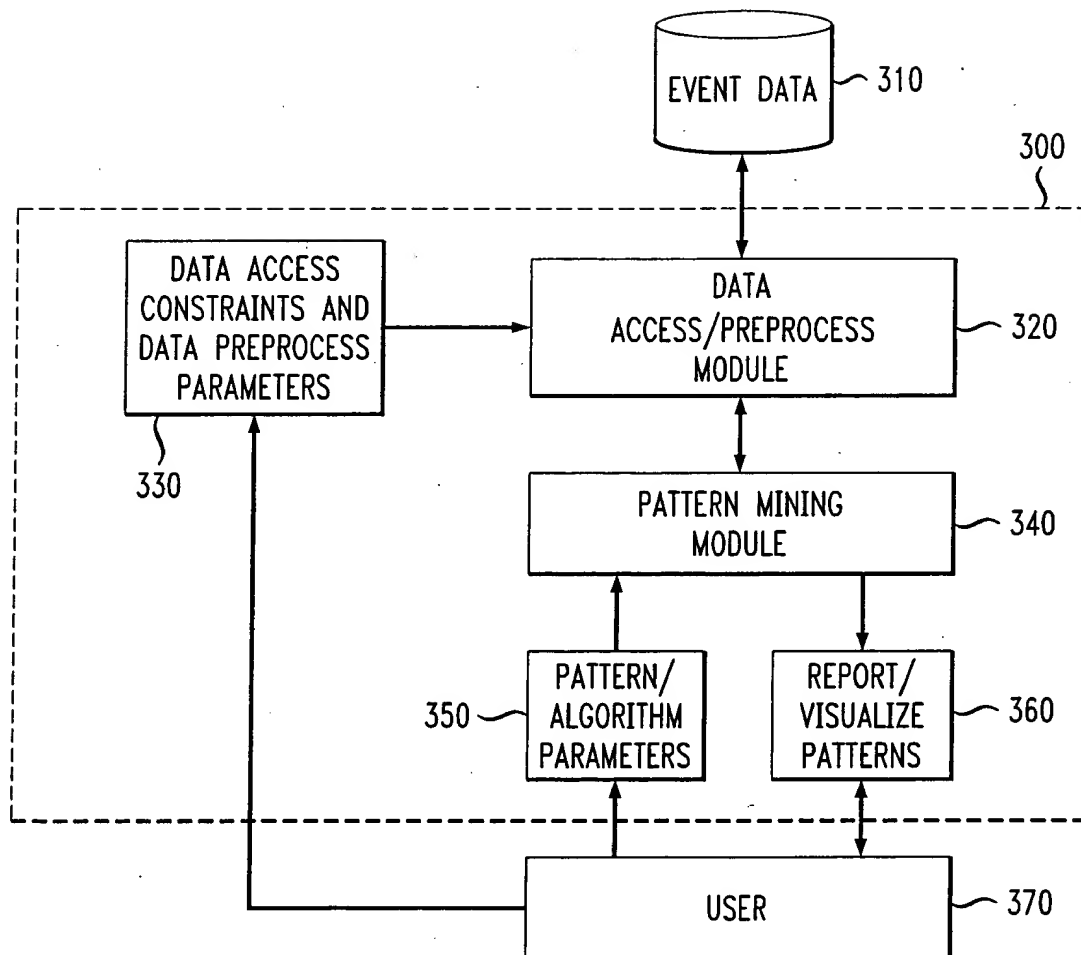 EVENT DATA
310
300
DATA ACCESS
CONSTRAINTS AND
DATA PREPROCESS
PARAMETERS
330
DATA
ACCESS/PREPROCESS
MODULE
320
PATTERN MINING
MODULE
340
350
PATTERN/
ALGORITHM
PARAMETERS
REPORT/
VISUALIZE
PATTERNS
360
USER
370